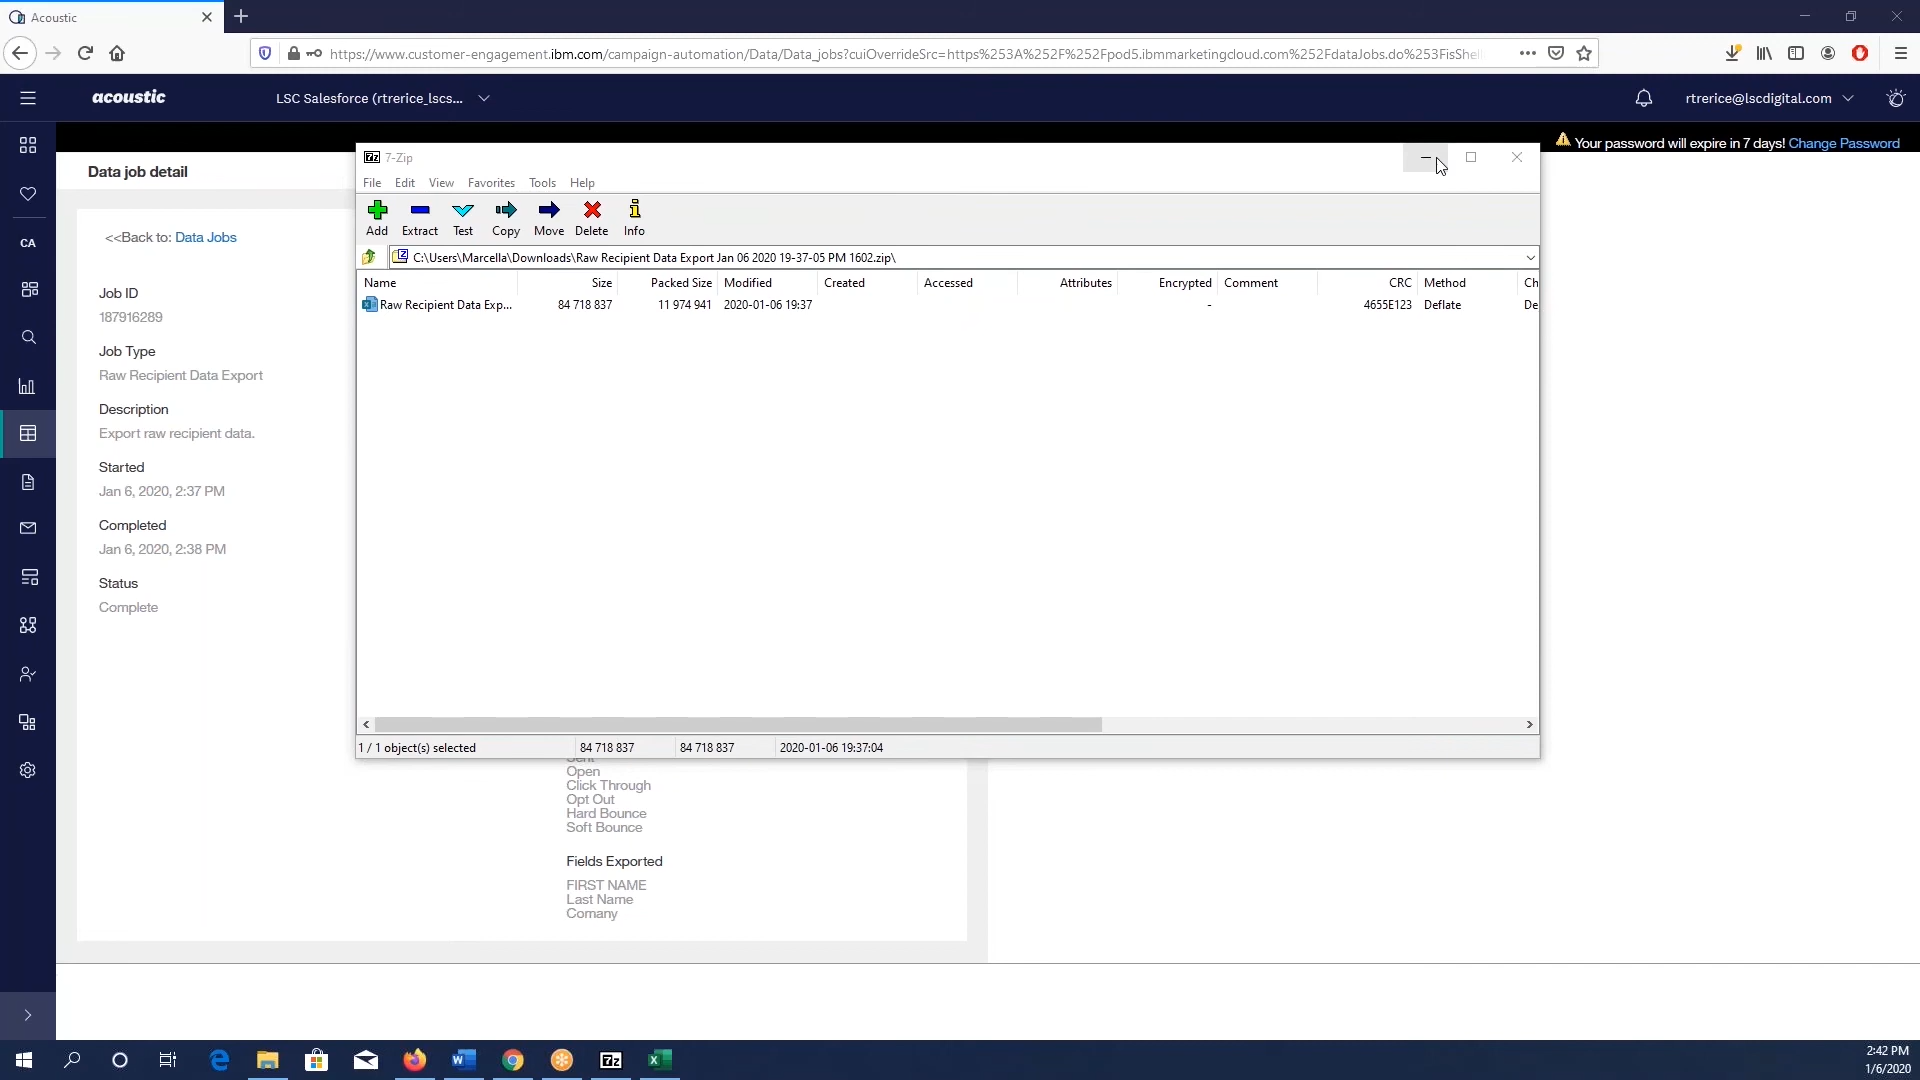 Acoustic
https://www.customer-engagement.ibm.com/campaign-automation/Data/Data_jobs?cuiOverrideSrc=https%253A%252F%252Fpod5.ibmmarketingcloud.com%252FdataJobs.do%253FisShel
acoustic
LSC Salesforce (rtrerice_lscs...
rtrerice@lscdigital.com
Your password will expire in 7 days! Change Password
Data job detail
CA
<<Back to: Data Jobs
Job ID
187916289
Job Type
Raw Recipient Data Export
Description
Export raw recipient data.
Started
Jan 6, 2020, 2:37 PM
Completed
Jan 6, 2020, 2:38 PM
Status
Complete
7z 7-Zip
File Edit View Favorites Tools Help
Add Extract Test Copy Move Delete Info
C:\Users\Marcella\Downloads\Raw Recipient Data Export Jan 06 2020 19-37-05 PM 1602.zip\
Name Size Packed Size Modified Created Accessed Attributes Encrypted Comment CRC Method Ch
Raw Recipient Data Exp... 84 718 837 11 974 941 2020-01-06 19:37 - 4655E123 Deflate De
1 / 1 object(s) selected 84 718 837 84 718 837 2020-01-06 19:37:04
Sent
Open
Click Through
Opt Out
Hard Bounce
Soft Bounce
Fields Exported
FIRST NAME
Last Name
Comany
7z
2:42 PM
1/6/2020